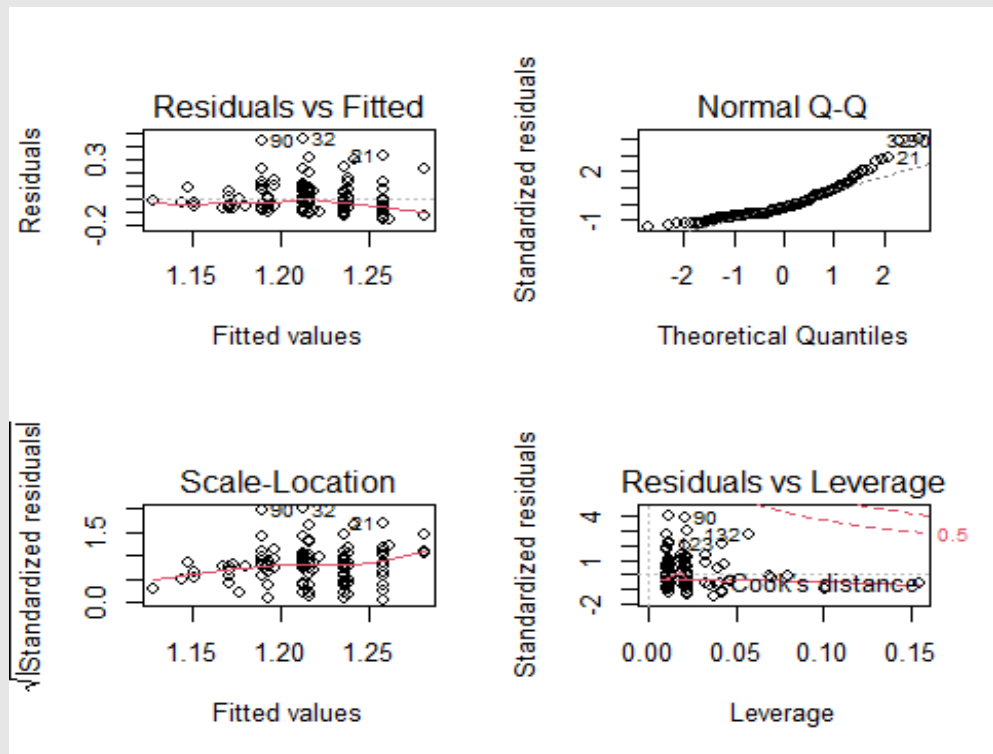 Residuals vs Fitted
Residuals
0.3
-0.2
90
32
21
1.15 1.20 1.25
Fitted values
Normal Q-Q
Standardized residuals
2
-1
21
-2 -1 0 1 2
Theoretical Quantiles
Scale-Location
√|Standardized residuals|
1.5
0.0
90
32
21
1.15 1.20 1.25
Fitted values
Residuals vs Leverage
Standardized residuals
4
1
-2
90
132
123
0.5
Cook's distance
0.00 0.05 0.10 0.15
Leverage